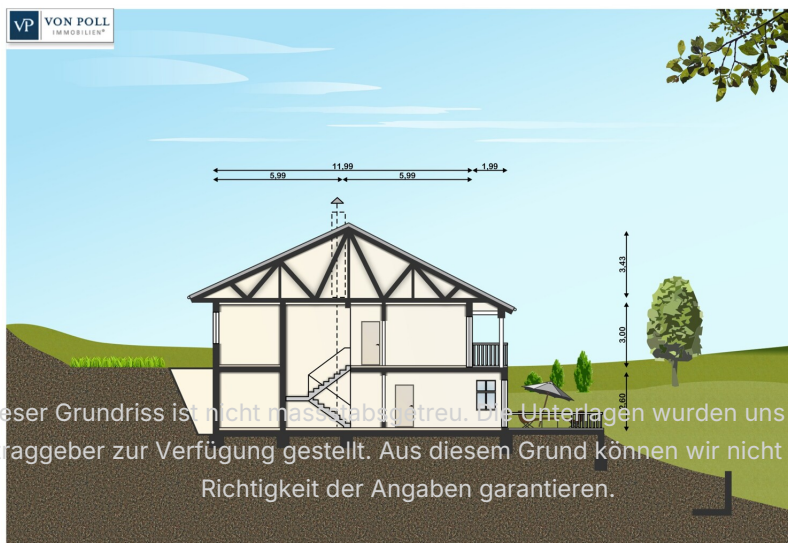 VP VON POLL
IMMOBILIEN®
11,99
1,99
5,99
5,99
3,43
3,00
2,60
eser Grundriss ist nicht massstabsgetreu. Die Unterlagen wurden uns
raggeber zur Verfügung gestellt. Aus diesem Grund können wir nicht
Richtigkeit der Angaben garantieren.